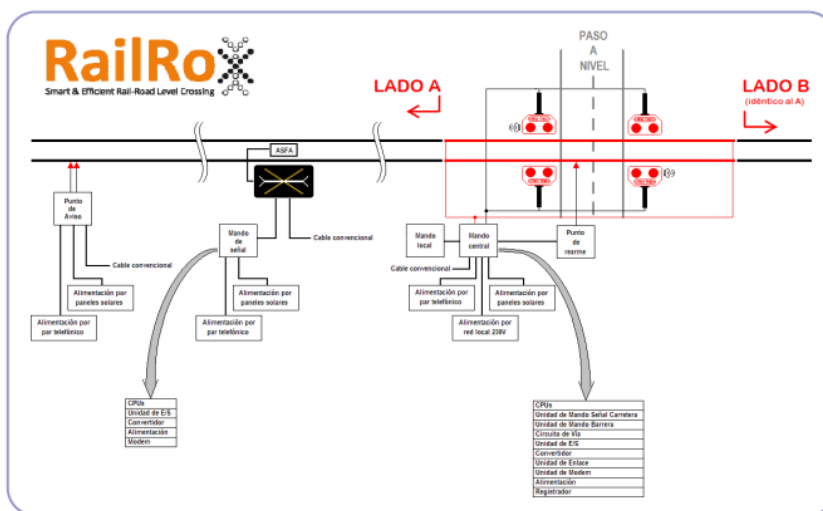 RailRox
Smart & Efficient Rail-Road Level Crossing
PASO
A
NIVEL
LADO A
LADO B
(idéntico al A)
ASFA
Punto
de
Aviso
Mando
de
señal
Cable convencional
Cable convencional
Mando
local
Mando
central
Punto
de
rearme
Cable convencional
Alimentación por
paneles solares
Alimentación por
par telefónico
Alimentación por
paneles solares
Alimentación por
par telefónico
Alimentación por
par telefónico
Alimentación por
paneles solares
Alimentación por
red local 230V
CPUs
Unidad de E/S
Convertidor
Alimentación
Modem
CPUs
Unidad de Mando Señal Carretera
Unidad de Mando Barrera
Circuito de Vía
Unidad de E/S
Convertidor
Unidad de Enlace
Unidad de Modem
Alimentación
Registrador